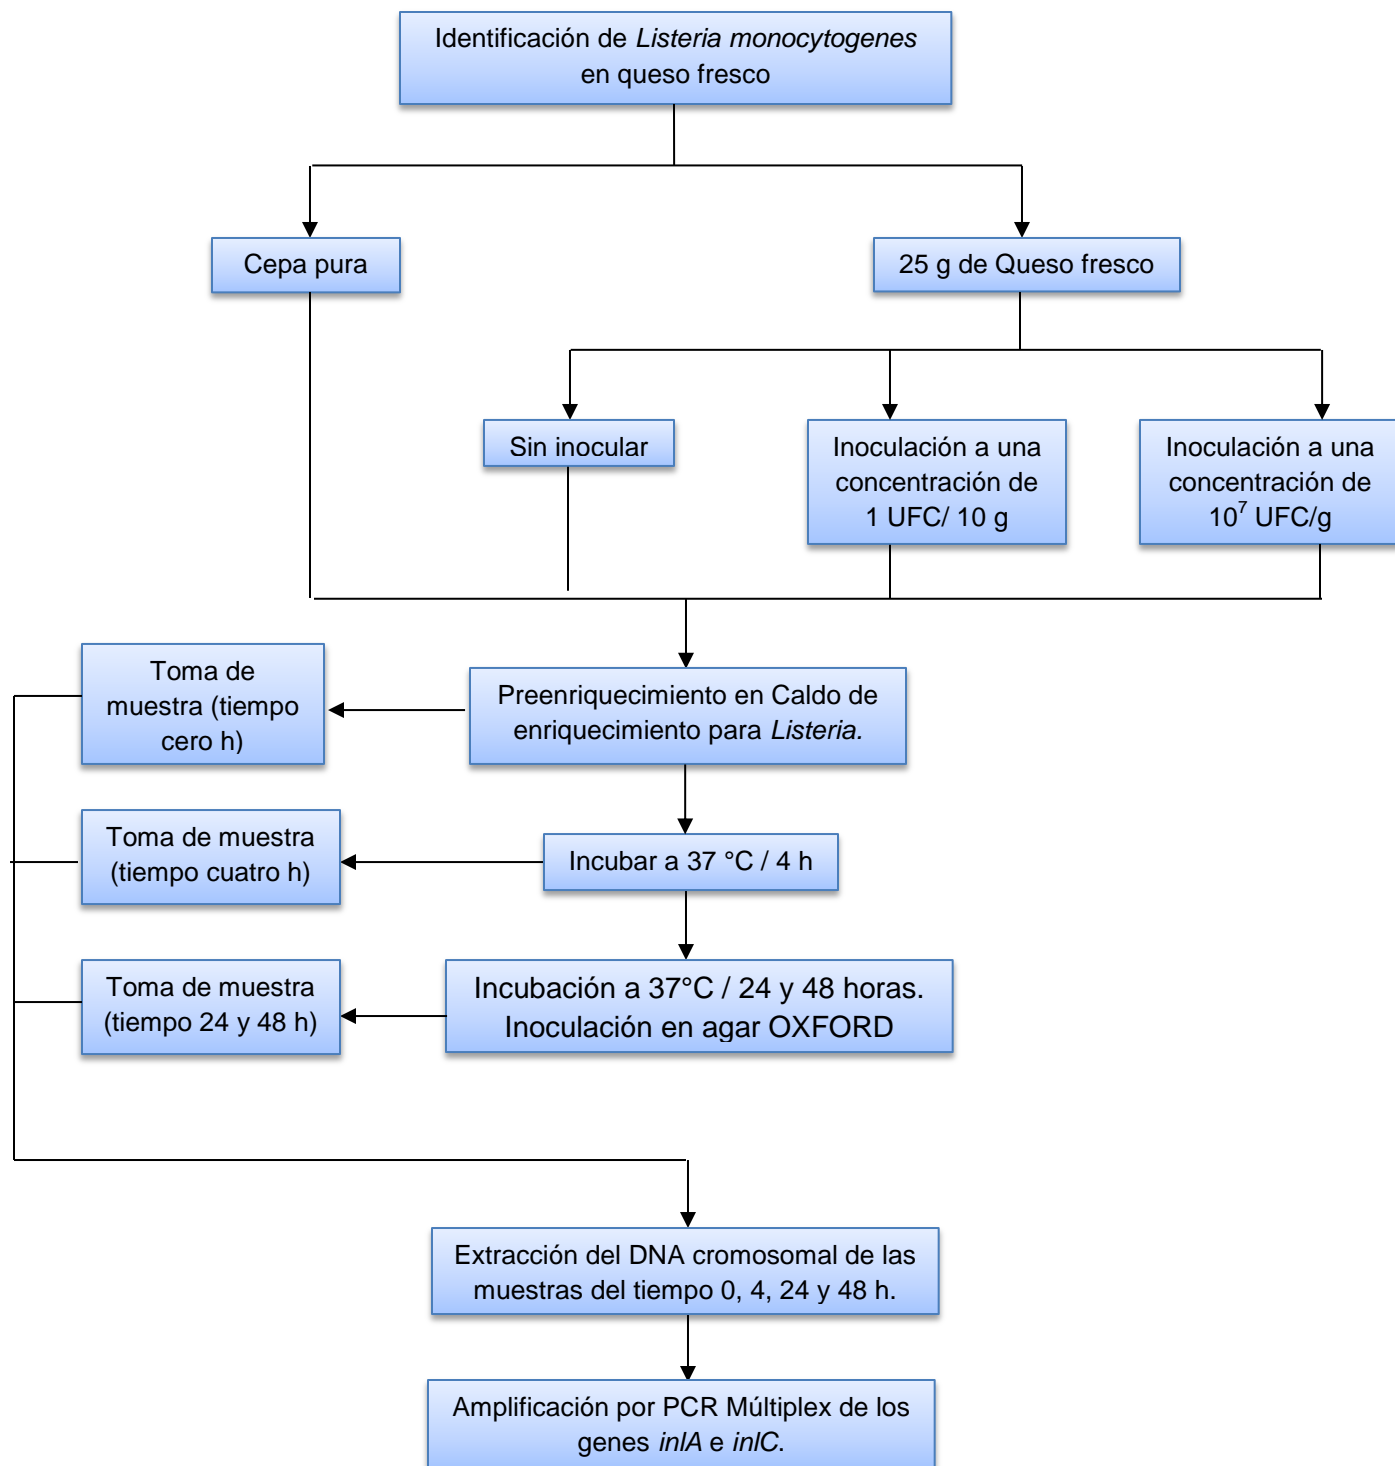 Identificación de Listeria monocytogenes
en queso fresco
Cepa pura
25 g de Queso fresco
Sin inocular
Inoculación a una
concentración de
1 UFC/ 10 g
Inoculación a una
concentración de
10⁷ UFC/g
Toma de
muestra (tiempo
cero h)
Preenriquecimiento en Caldo de
enriquecimiento para Listeria.
Toma de muestra
(tiempo cuatro h)
Incubar a 37 °C / 4 h
Toma de muestra
(tiempo 24 y 48 h)
Incubación a 37°C / 24 y 48 horas.
Inoculación en agar OXFORD
Extracción del DNA cromosomal de las
muestras del tiempo 0, 4, 24 y 48 h.
Amplificación por PCR Múltiplex de los
genes inlA e inlC.